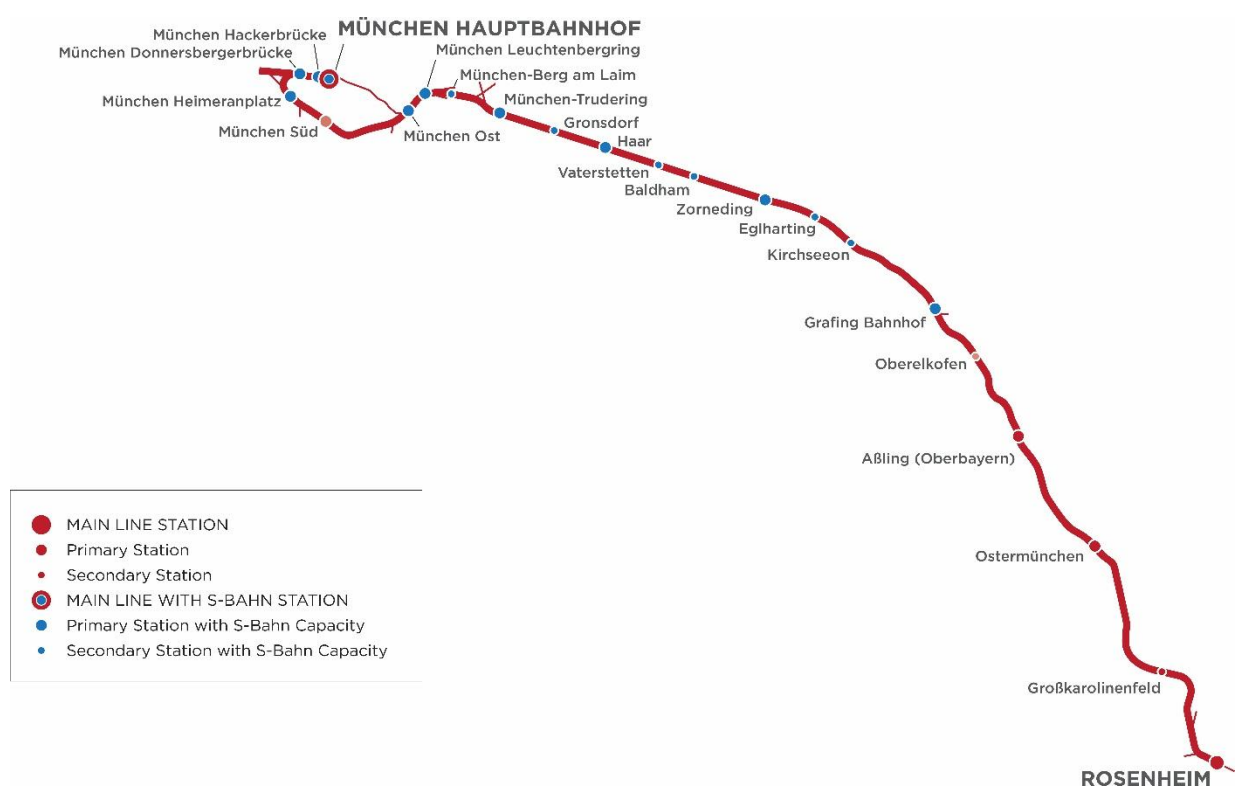 MÜNCHEN HAUPTBAHNHOF
München Hackerbrücke
München Donnersbergerbrücke
München Leuchtenbergring
München-Berg am Laim
München Heimeranplatz
München-Trudering
München Süd
München Ost
Gronsdorf
Haar
Vaterstetten
Baldham
Zorneding
Eglharting
Kirchseeon
Grafing Bahnhof
Oberelkofen
Aßling (Oberbayern)
Ostermünchen
Großkarolinenfeld
ROSENHEIM
MAIN LINE STATION
Primary Station
Secondary Station
MAIN LINE WITH S-BAHN STATION
Primary Station with S-Bahn Capacity
Secondary Station with S-Bahn Capacity